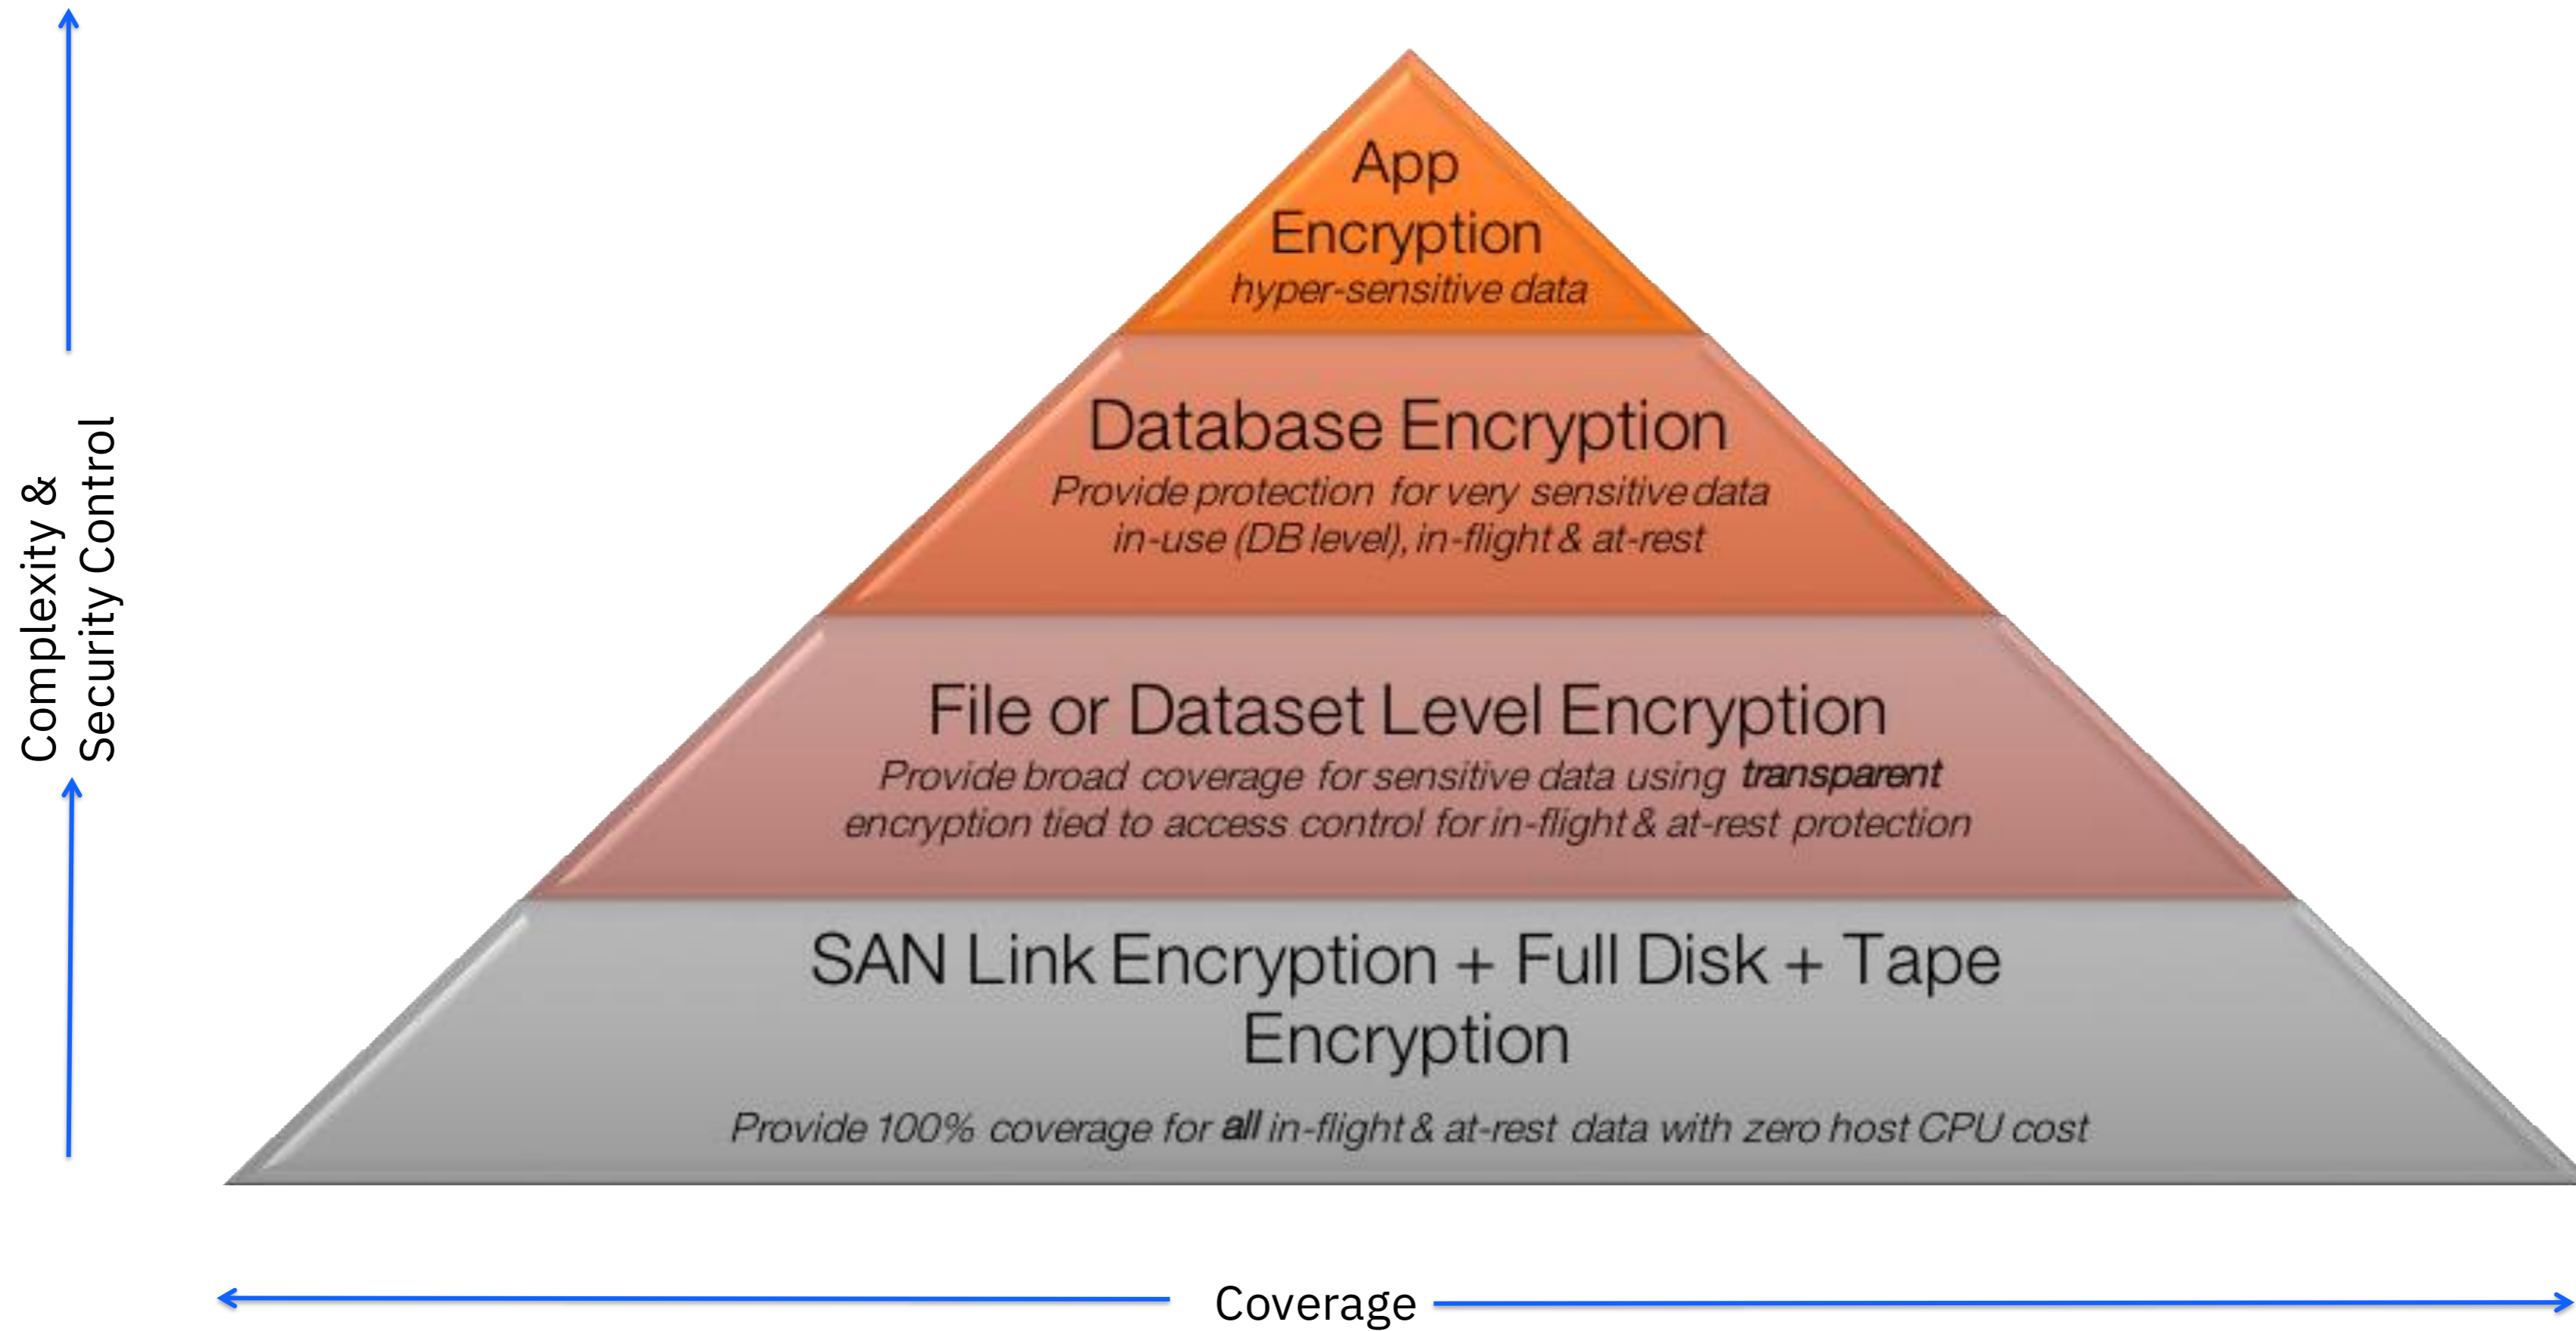 App
Encryption
hyper-sensitive data
Database Encryption
Provide protection for very sensitive data
in-use (DB level), in-flight & at-rest
File or Dataset Level Encryption
Provide broad coverage for sensitive data using transparent
encryption tied to access control for in-flight & at-rest protection
SAN Link Encryption + Full Disk + Tape
Encryption
Provide 100% coverage for all in-flight & at-rest data with zero host CPU cost
Complexity &
Security Control
Coverage